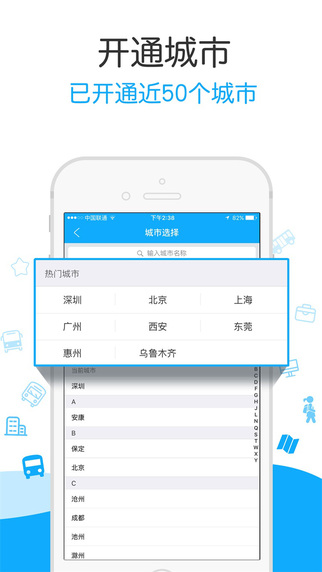 开通城市
已开通近50个城市
中国联通 下午2:38 82%
城市选择
输入城市名称
热门城市
深圳 北京 上海
广州 西安 东莞
惠州 乌鲁木齐
当前城市
深圳
A
安康
B
保定
北京
C
沧州
成都
池州
滁州
B
C
D
F
G
H
J
L
N
Q
S
T
W
X
Y